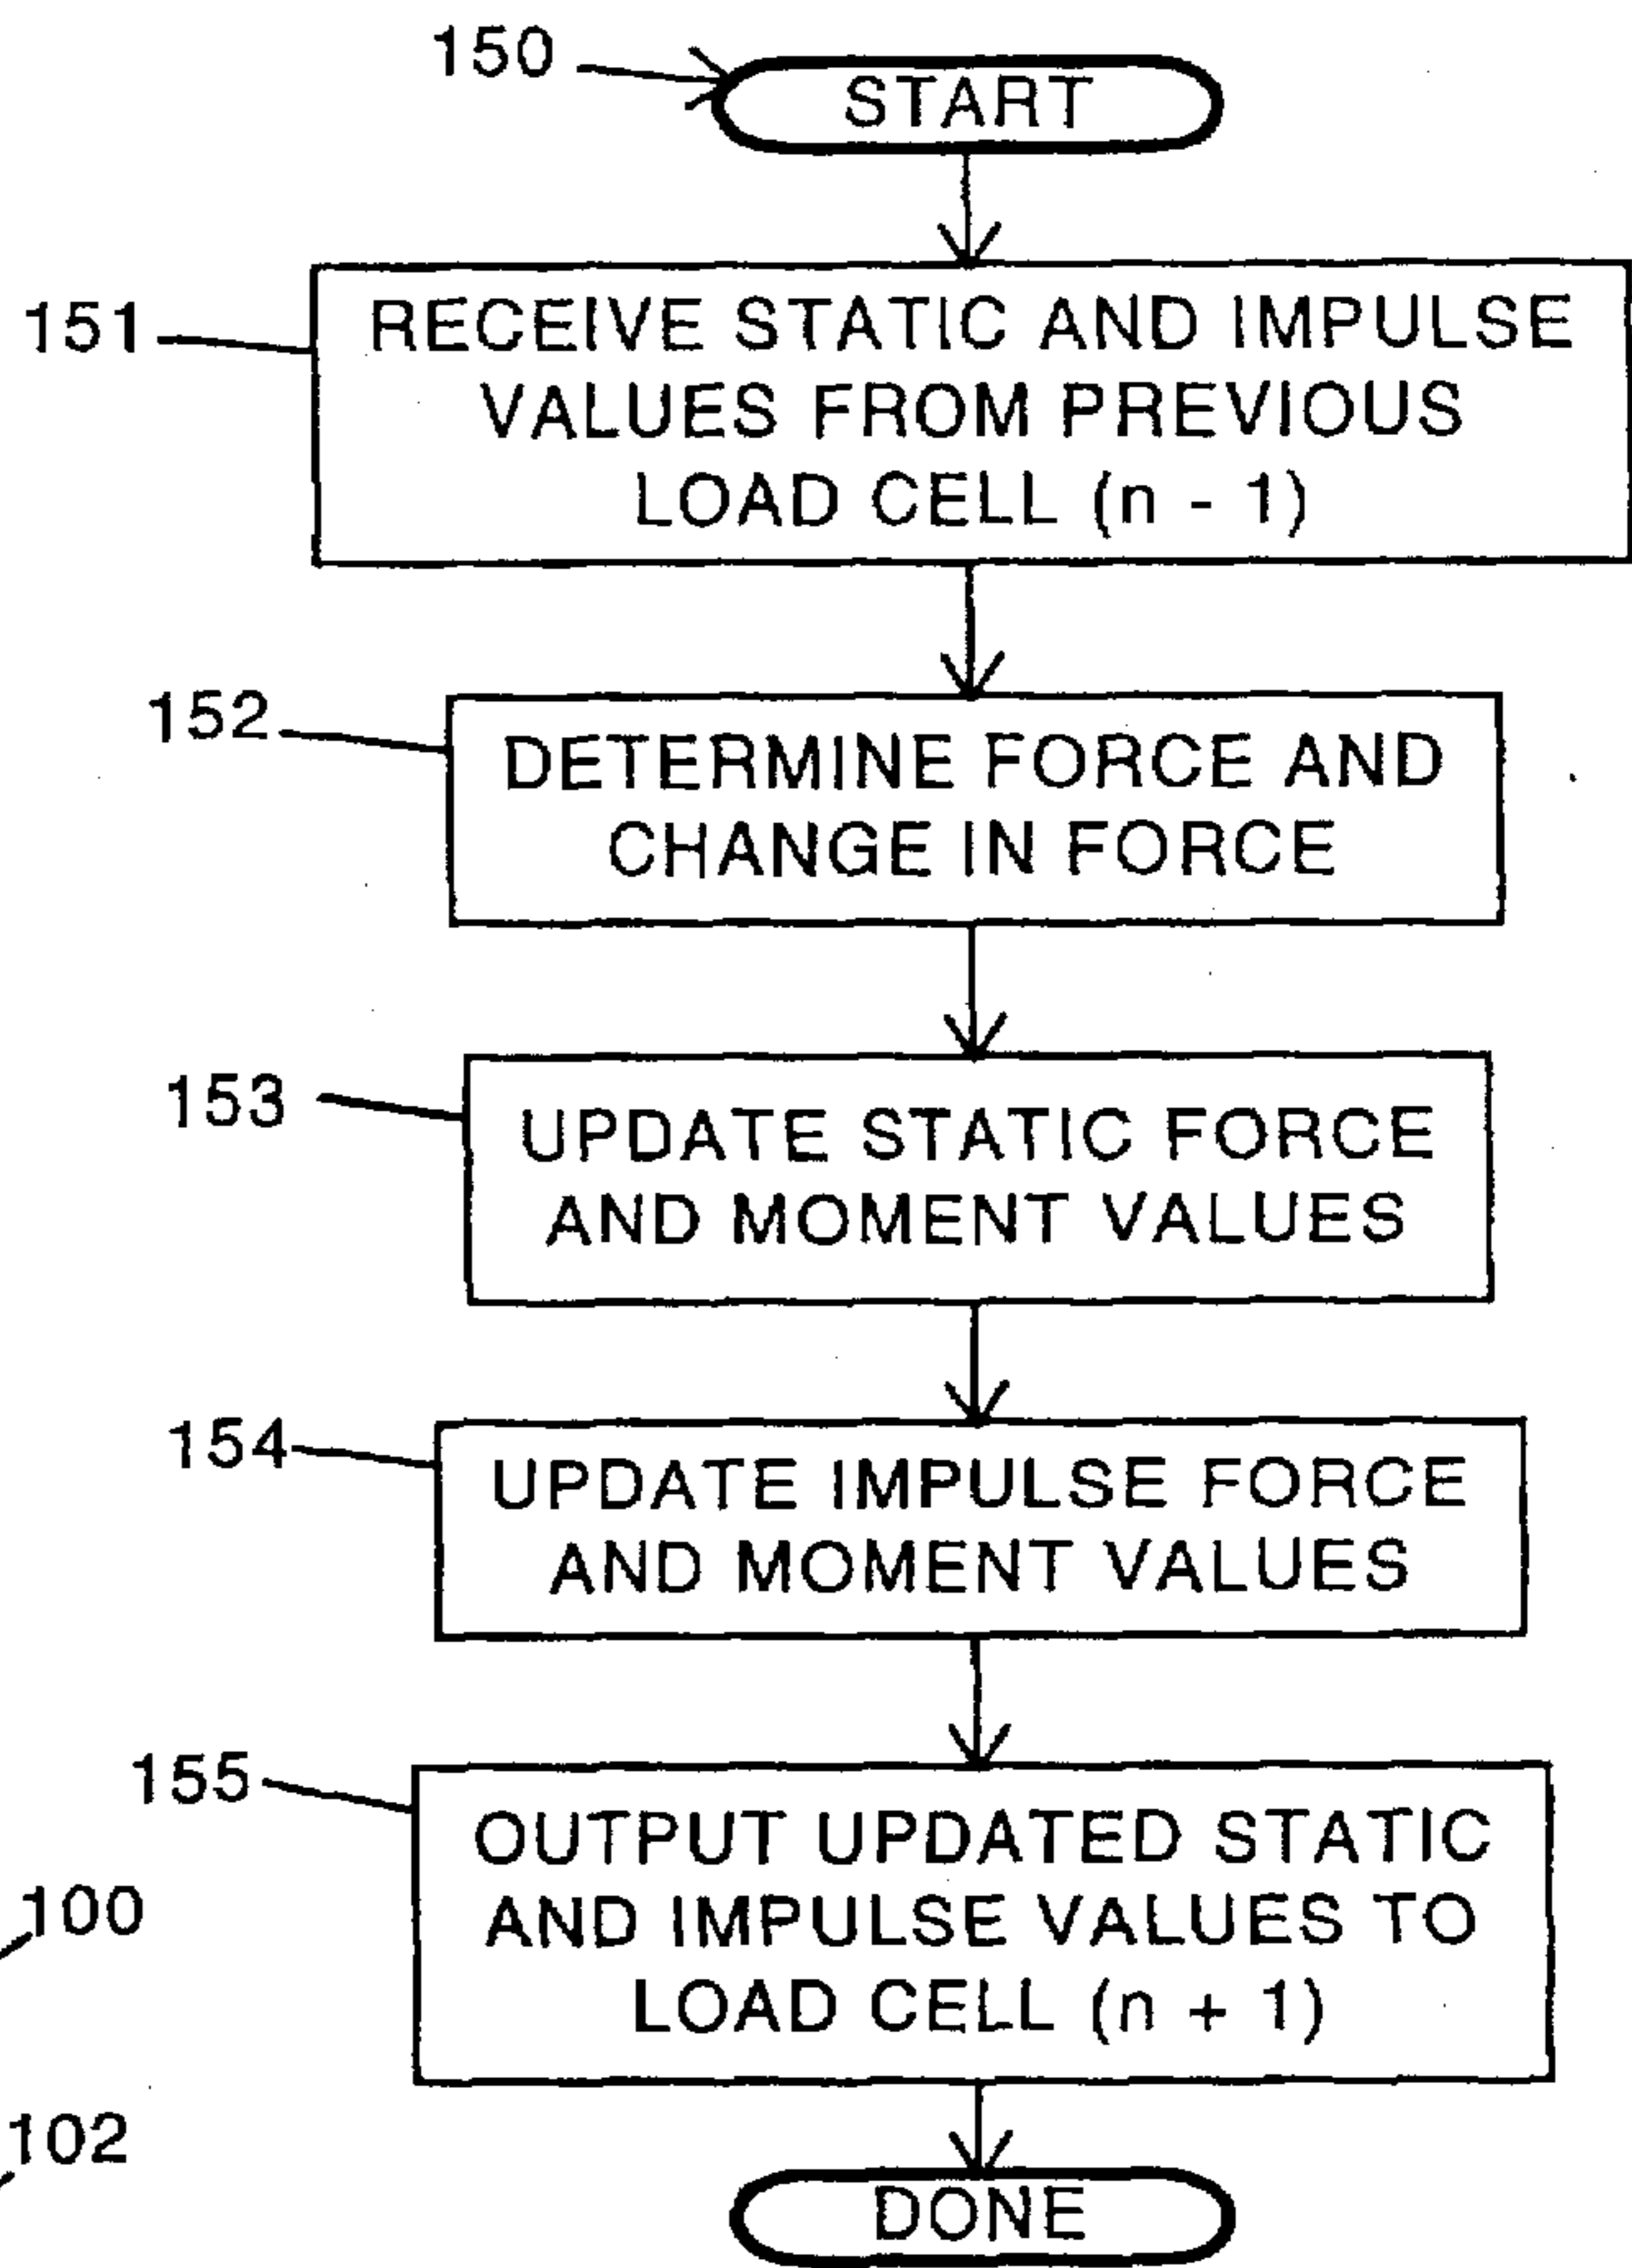 150
START
151
RECEIVE STATIC AND IMPULSE
VALUES FROM PREVIOUS
LOAD CELL (n - 1)
152
DETERMINE FORCE AND
CHANGE IN FORCE
153
UPDATE STATIC FORCE
AND MOMENT VALUES
154
UPDATE IMPULSE FORCE
AND MOMENT VALUES
155
OUTPUT UPDATED STATIC
AND IMPULSE VALUES TO
LOAD CELL (n + 1)
100
102
DONE